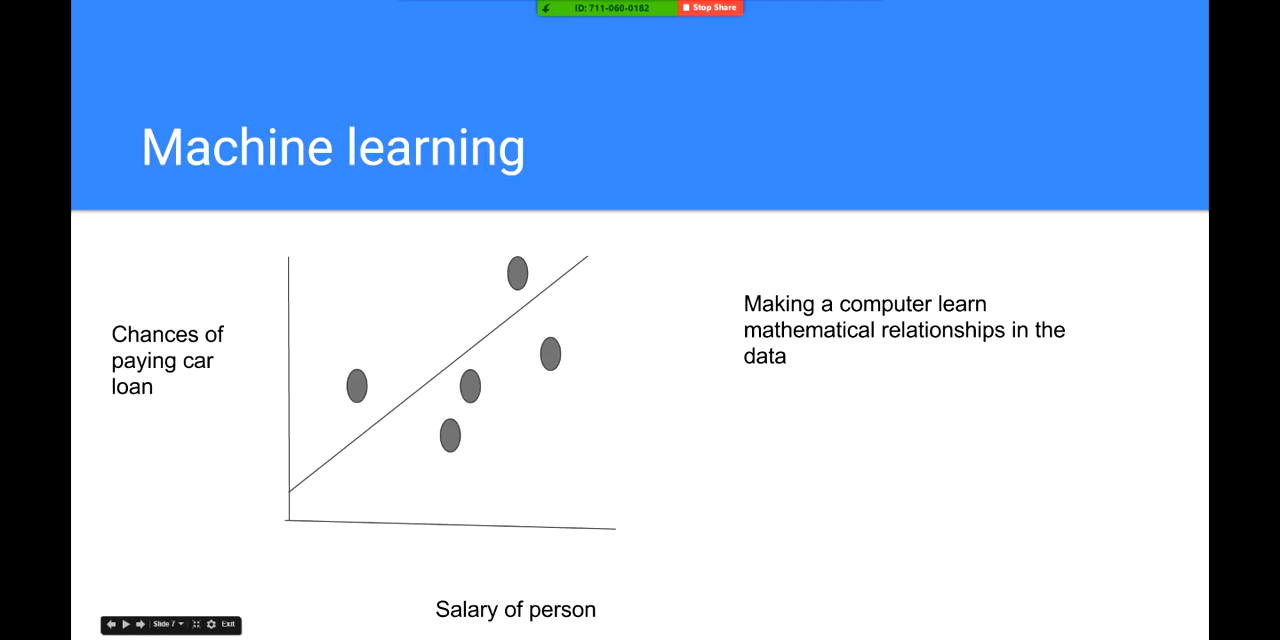 ID: 711-060-0182
Stop Share
Machine learning
Chances of
paying car
loan
Making a computer learn
mathematical relationships in the
data
Salary of person
Slide 7
Exit